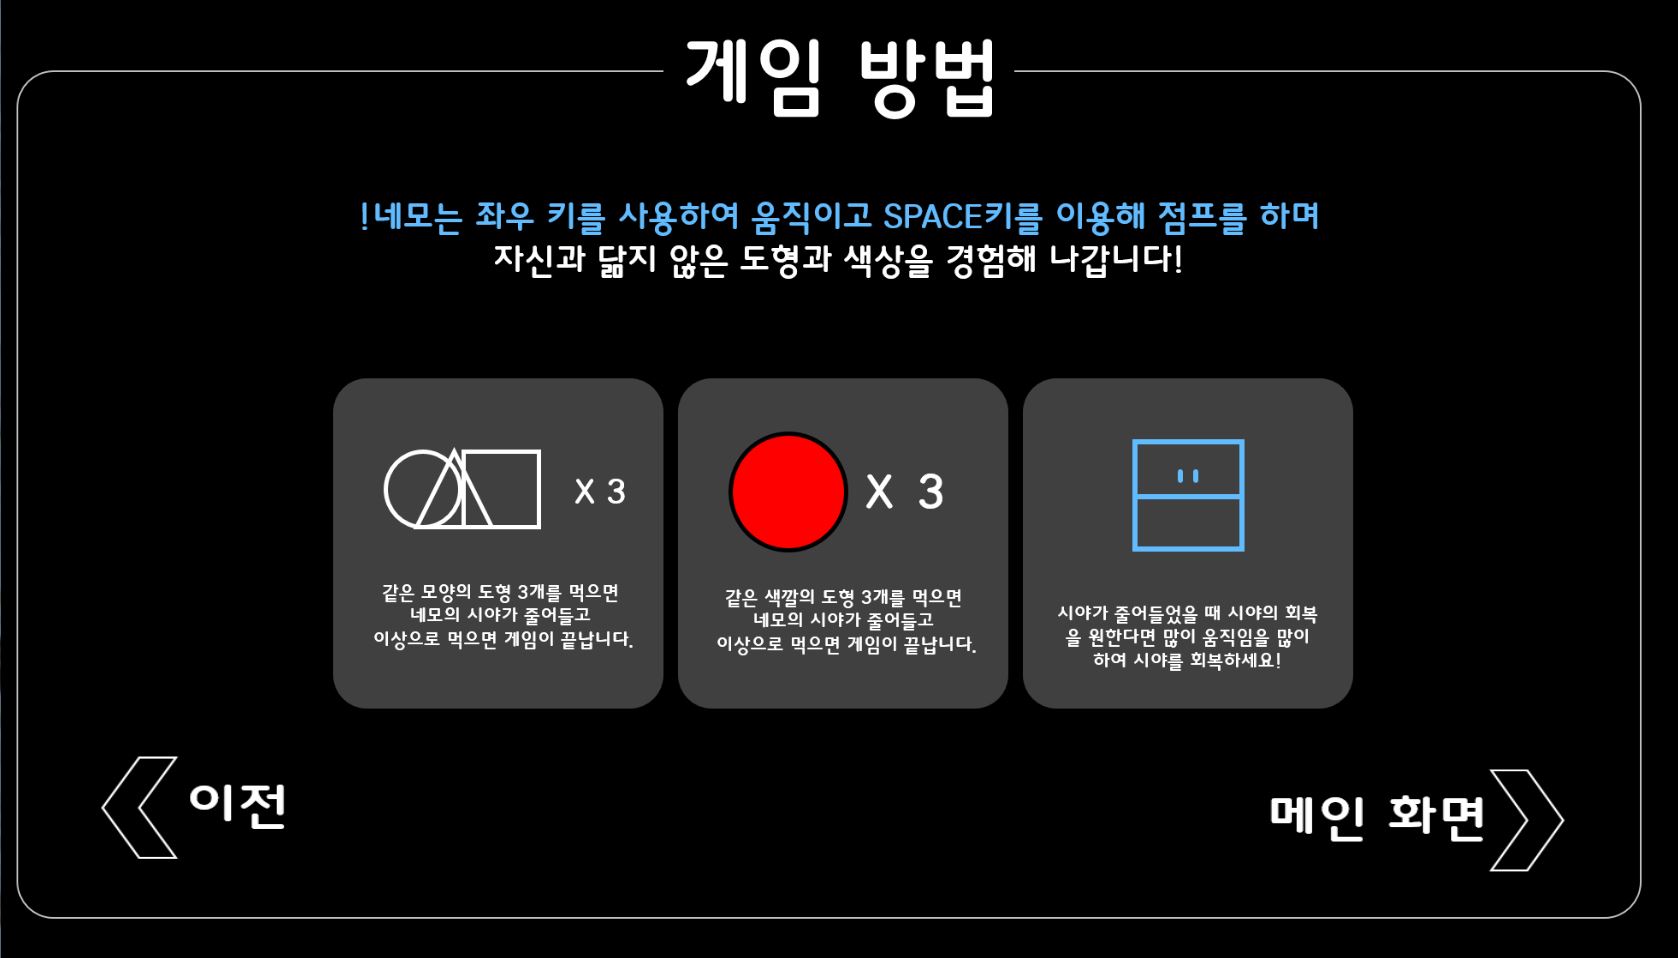 게임 방법
!네모는 좌우 키를 사용하여 움직이고 SPACE키를 이용해 점프를 하며
자신과 닮지 않은 도형과 색상을 경험해 나갑니다!
X 3
같은 모양의 도형 3개를 먹으면
네모의 시야가 줄어들고
이상으로 먹으면 게임이 끝납니다.
X 3
같은 색깔의 도형 3개를 먹으면
네모의 시야가 줄어들고
이상으로 먹으면 게임이 끝납니다.
시야가 줄어들었을 때 시야의 회복
을 원한다면 많이 움직임을 많이
하여 시야를 회복하세요!
이전
메인 화면